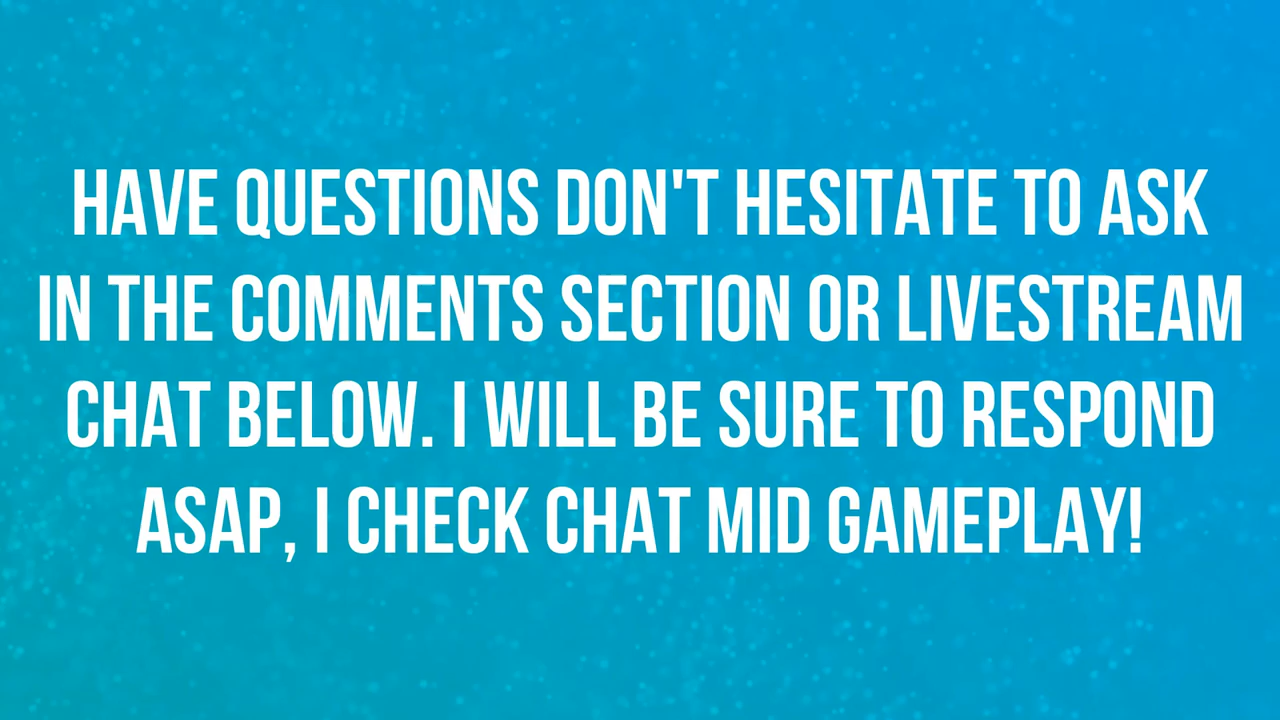 HAVE QUESTIONS DON'T HESITATE TO ASK
IN THE COMMENTS SECTION OR LIVESTREAM
CHAT BELOW. I WILL BE SURE TO RESPOND
ASAP, I CHECK CHAT MID GAMEPLAY!